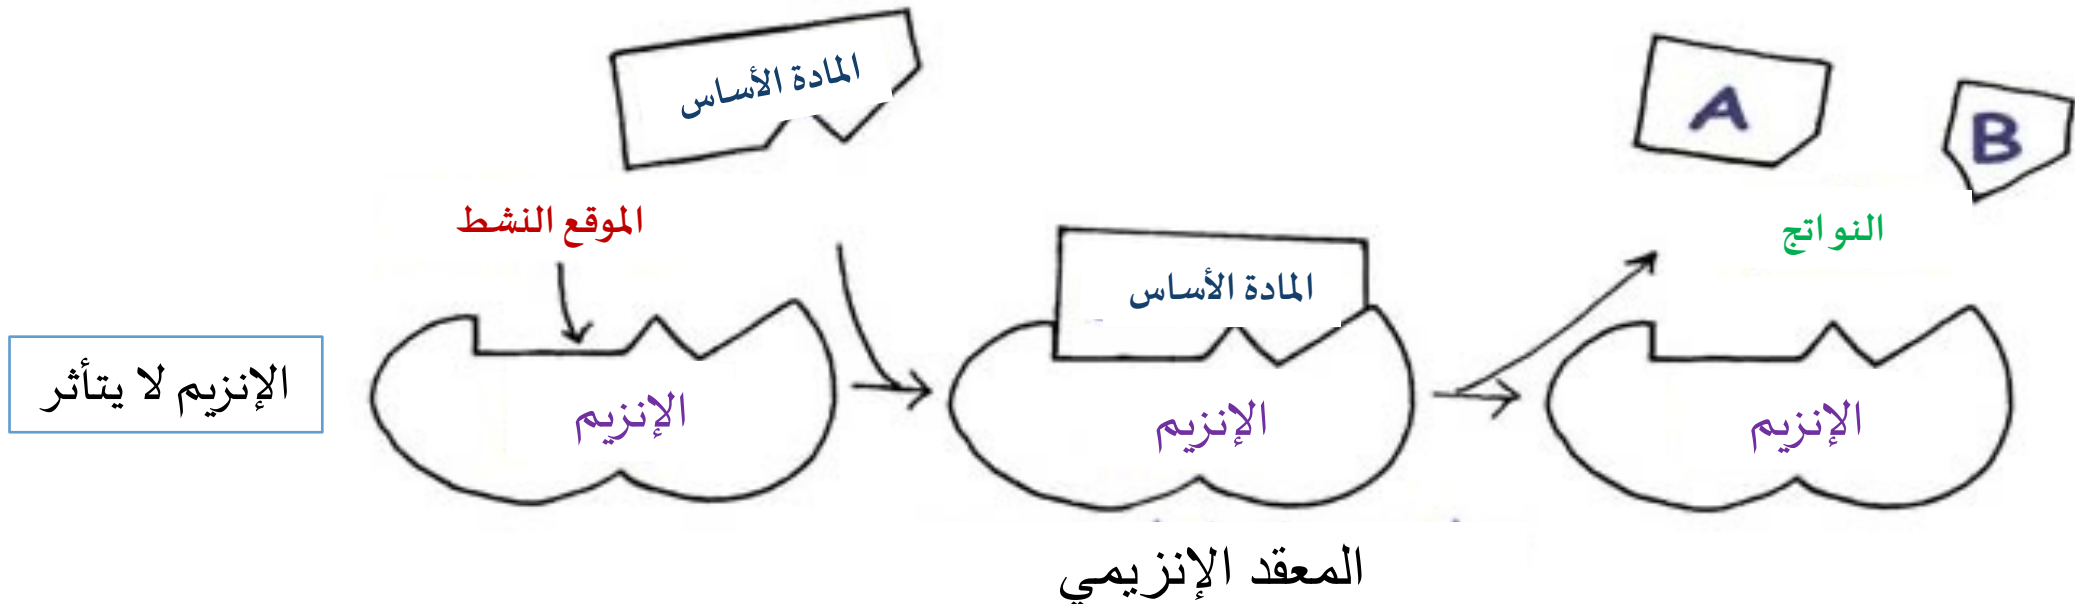 المادة الأساس
A
B
الموقع النشط
النواتج
المادة الأساس
الإنزيم لا يتأثر
الإنزيم
الإنزيم
الإنزيم
المعقد الإنزيمي